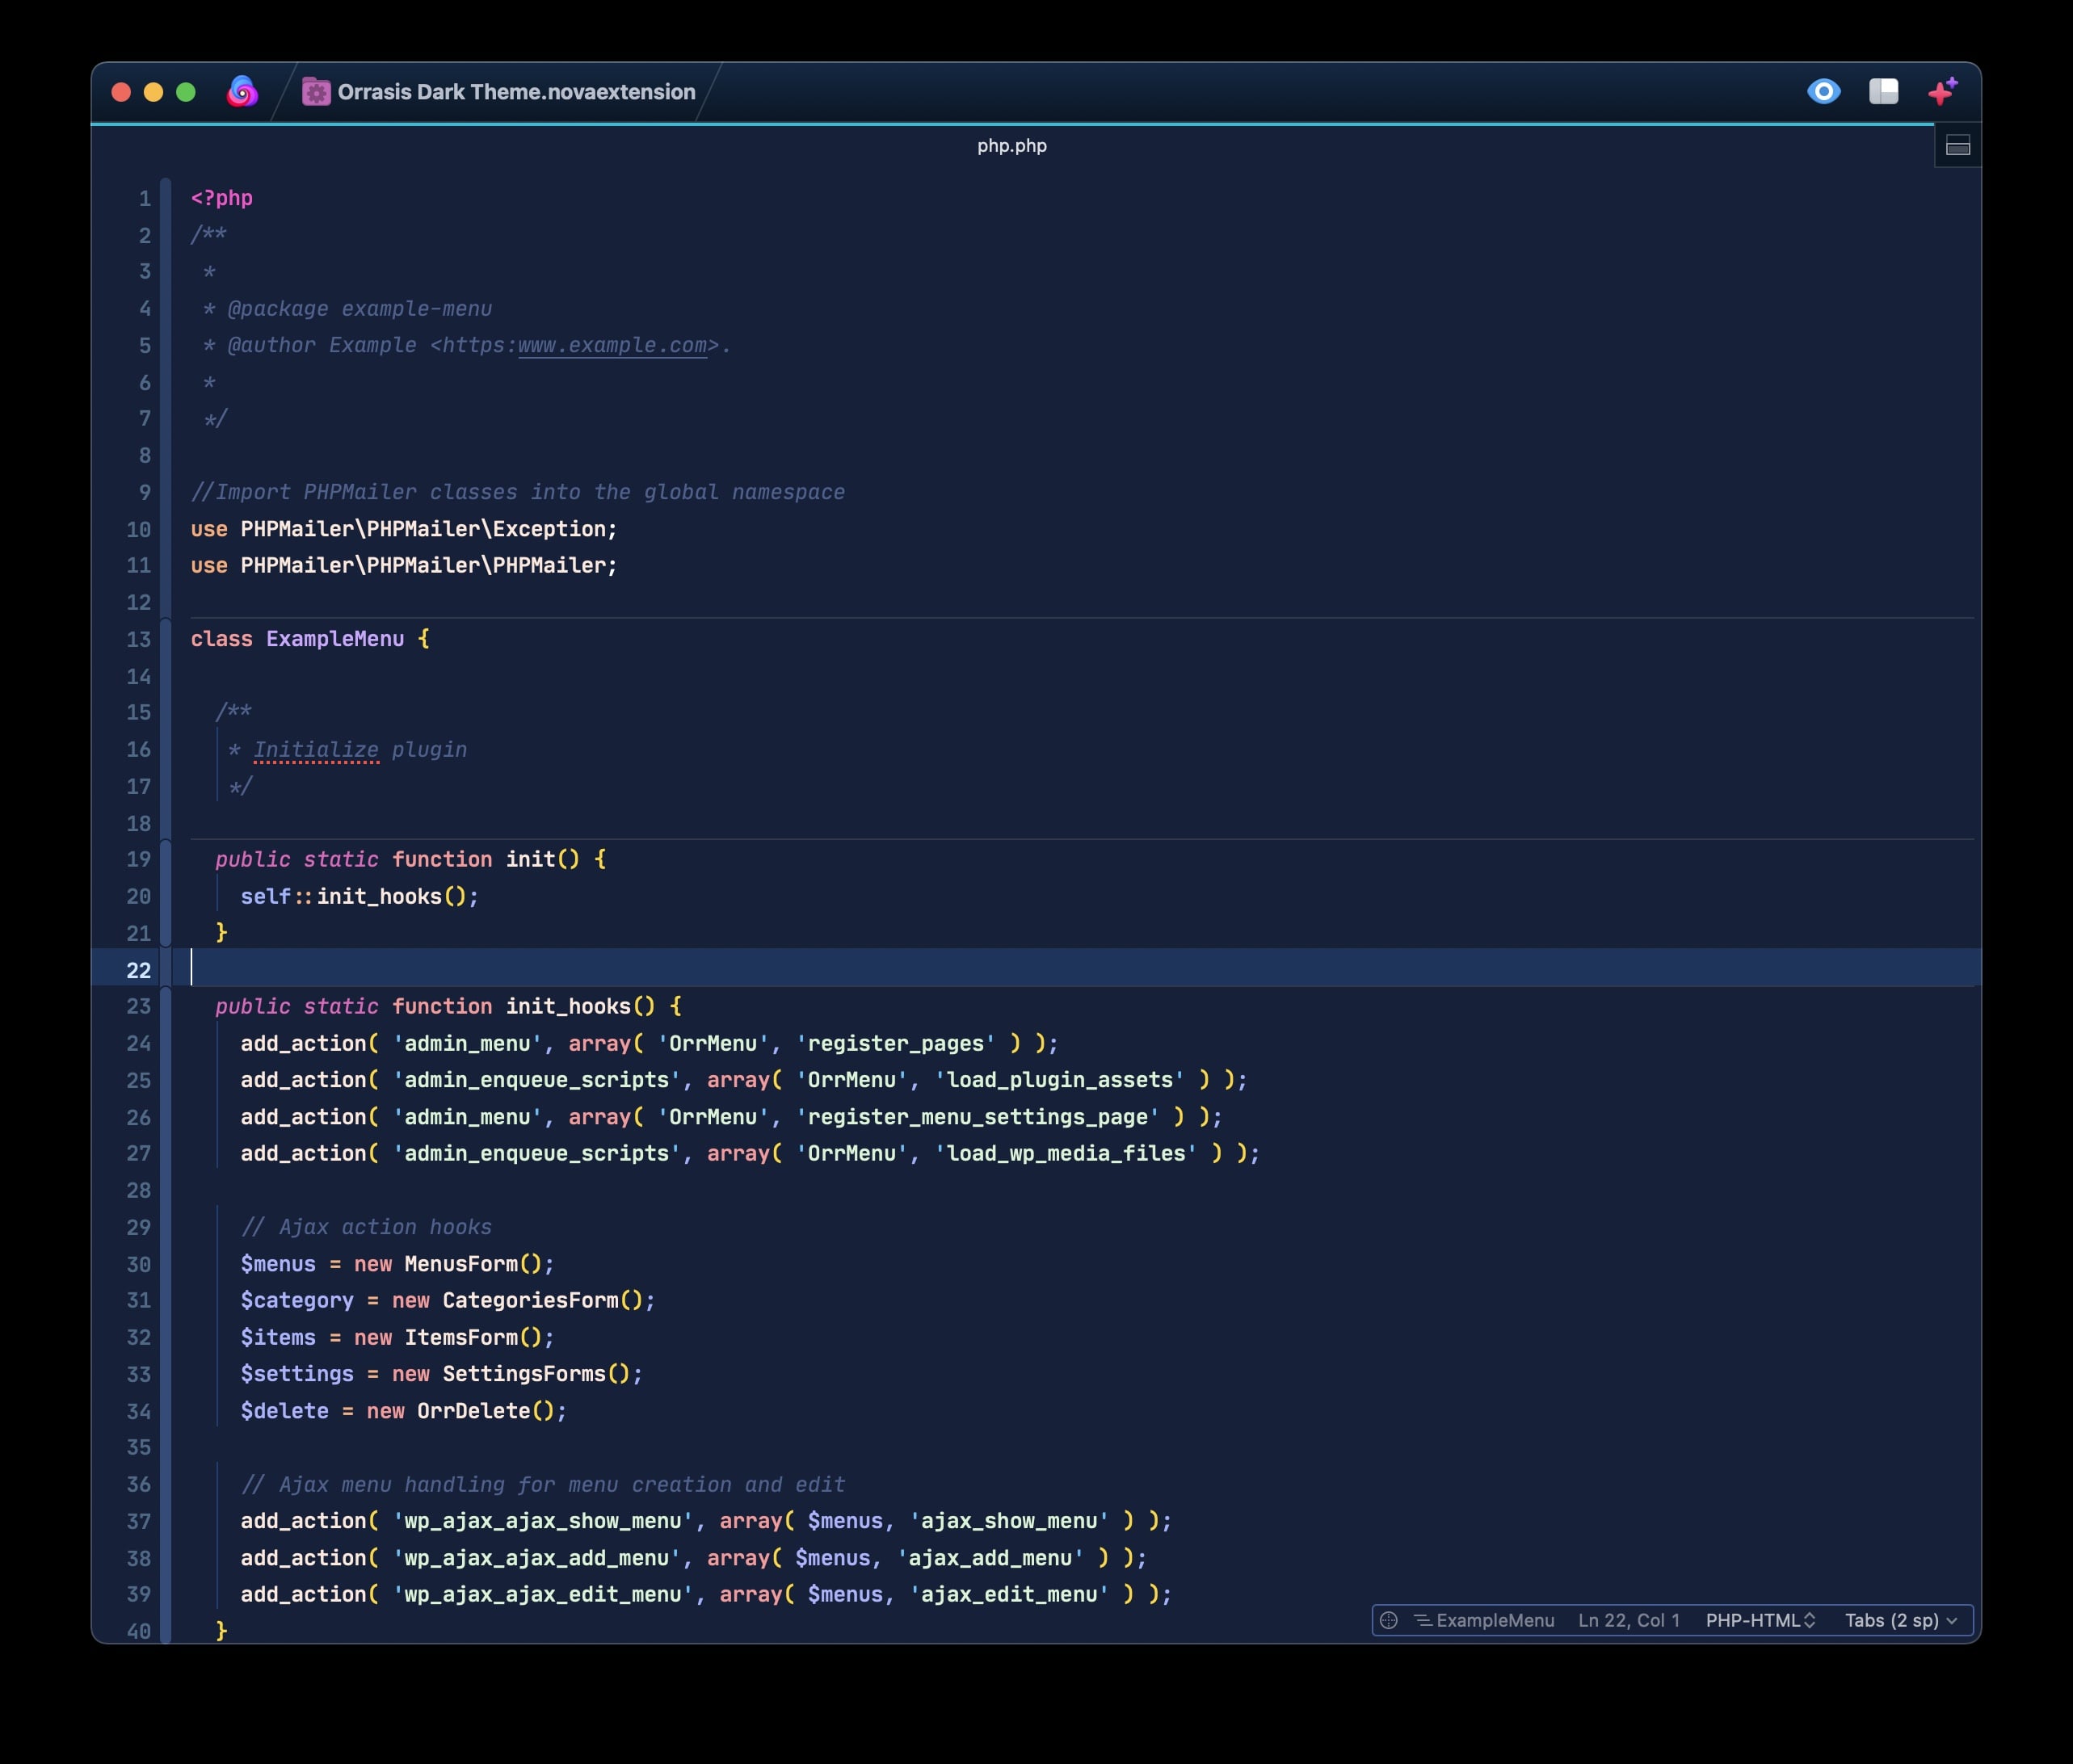 Orrasis Dark Theme.novaextension
php.php
1 <?php
2 /**
3  *
4  * @package example-menu
5  * @author Example <https:www.example.com>.
6  *
7  */
8
9 //Import PHPMailer classes into the global namespace
10 use PHPMailer\PHPMailer\Exception;
11 use PHPMailer\PHPMailer\PHPMailer;
12
13 class ExampleMenu {
14
15   /**
16    * Initialize plugin
17    */
18
19   public static function init() {
20     self::init_hooks();
21   }
22
23   public static function init_hooks() {
24     add_action( 'admin_menu', array( 'OrrMenu', 'register_pages' ) );
25     add_action( 'admin_enqueue_scripts', array( 'OrrMenu', 'load_plugin_assets' ) );
26     add_action( 'admin_menu', array( 'OrrMenu', 'register_menu_settings_page' ) );
27     add_action( 'admin_enqueue_scripts', array( 'OrrMenu', 'load_wp_media_files' ) );
28
29     // Ajax action hooks
30     $menus = new MenusForm();
31     $category = new CategoriesForm();
32     $items = new ItemsForm();
33     $settings = new SettingsForms();
34     $delete = new OrrDelete();
35
36     // Ajax menu handling for menu creation and edit
37     add_action( 'wp_ajax_ajax_show_menu', array( $menus, 'ajax_show_menu' ) );
38     add_action( 'wp_ajax_ajax_add_menu', array( $menus, 'ajax_add_menu' ) );
39     add_action( 'wp_ajax_ajax_edit_menu', array( $menus, 'ajax_edit_menu' ) );
40   }
ExampleMenu Ln 22, Col 1 PHP-HTML Tabs (2 sp)